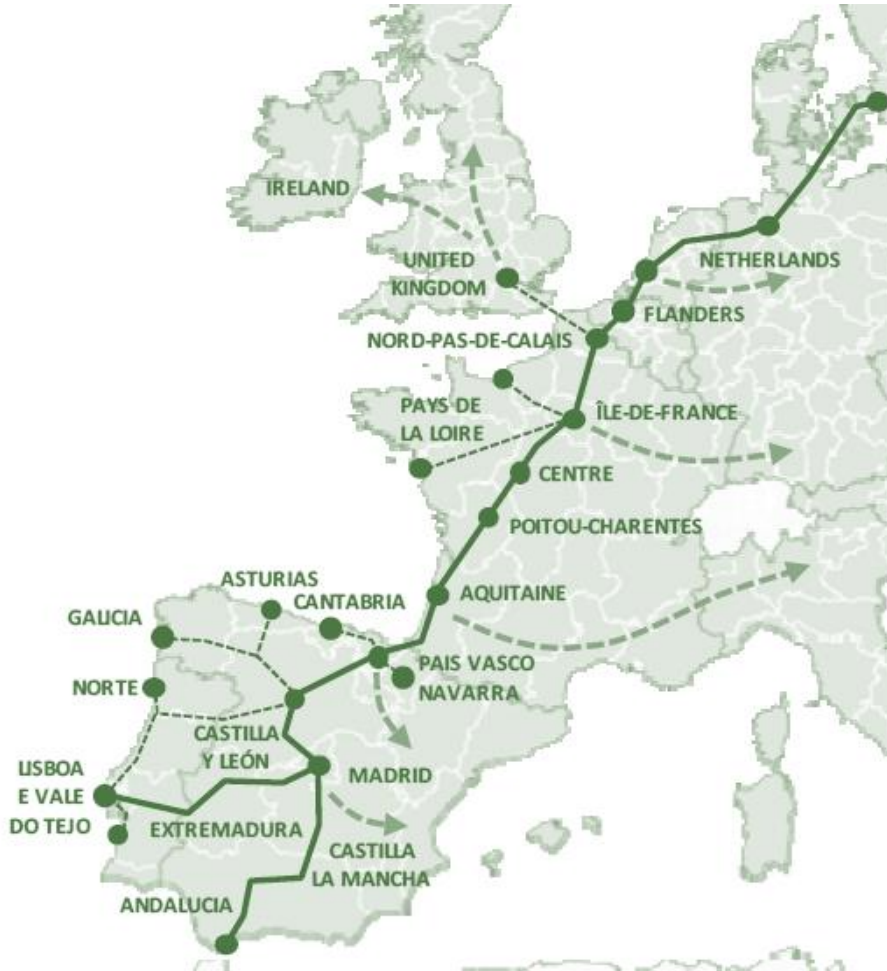 IRELAND
UNITED
KINGDOM
NETHERLANDS
FLANDERS
NORD-PAS-DE-CALAIS
PAYS DE
LA LOIRE
ÎLE-DE-FRANCE
CENTRE
POITOU-CHARENTES
AQUITAINE
ASTURIAS
CANTABRIA
GALICIA
PAIS VASCO
NAVARRA
NORTE
CASTILLA
Y LEÓN
LISBOA
E VALE
DO TEJO
MADRID
EXTREMADURA
CASTILLA
LA MANCHA
ANDALUCIA